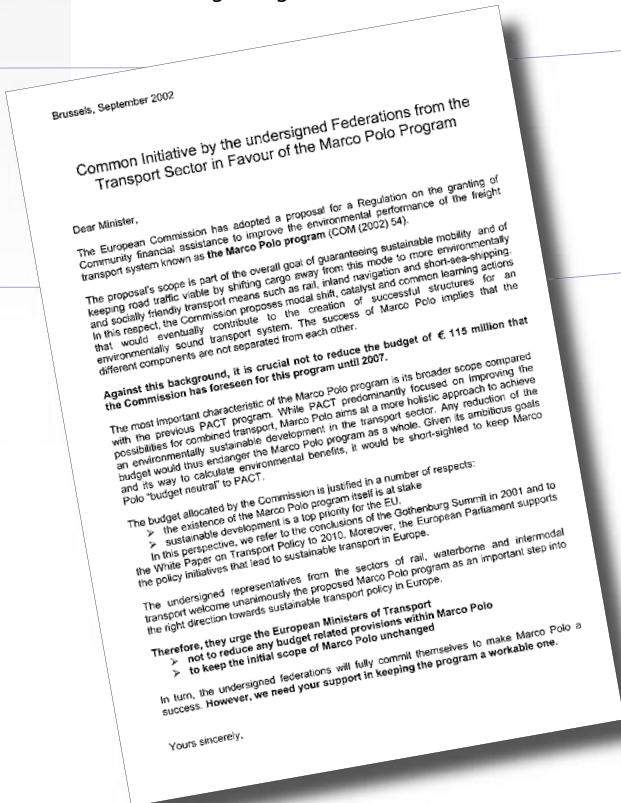 Brussels, September 2002
Common Initiative by the undersigned Federations from the
Transport Sector in Favour of the Marco Polo Program
Dear Minister,
The European Commission has adopted a proposal for a Regulation on the granting of
Community financial assistance to improve the environmental performance of the freight
transport system known as the Marco Polo program (COM (2002) 54).
The proposal's scope is part of the overall goal of guaranteeing sustainable mobility and of
keeping road traffic viable by shifting cargo away from this mode to more environmentally
and socially friendly transport means such as rail, inland navigation and short-sea-shipping.
In this respect, the Commission proposes modal shift, catalyst and common learning actions
that would eventually contribute to the creation of successful structures for an
environmentally sound transport system. The success of Marco Polo implies that the
different components are not separated from each other.
Against this background, it is crucial not to reduce the budget of € 115 million that
the Commission has foreseen for this program until 2007.
The most important characteristic of the Marco Polo program is its broader scope compared
with the previous PACT program. While PACT predominantly focused on improving the
possibilities for combined transport, Marco Polo aims at a more holistic approach to achieve
an environmentally sustainable development in the transport sector. Any reduction of the
budget would thus endanger the Marco Polo program as a whole. Given its ambitious goals
and its way to calculate environmental benefits, it would be short-sighted to keep Marco
Polo "budget neutral" to PACT.
The budget allocated by the Commission is justified in a number of respects:
➢ the existence of the Marco Polo program itself is at stake
➢ sustainable development is a top priority for the EU.
In this perspective, we refer to the conclusions of the Gothenburg Summit in 2001 and to
the White Paper on Transport Policy to 2010. Moreover, the European Parliament supports
the policy initiatives that lead to sustainable transport in Europe.
The undersigned representatives from the sectors of rail, waterborne and intermodal
transport welcome unanimously the proposed Marco Polo program as an important step into
the right direction towards sustainable transport policy in Europe.
Therefore, they urge the European Ministers of Transport
➢ not to reduce any budget related provisions within Marco Polo
➢ to keep the initial scope of Marco Polo unchanged
In turn, the undersigned federations will fully commit themselves to make Marco Polo a
success. However, we need your support in keeping the program a workable one.
Yours sincerely,